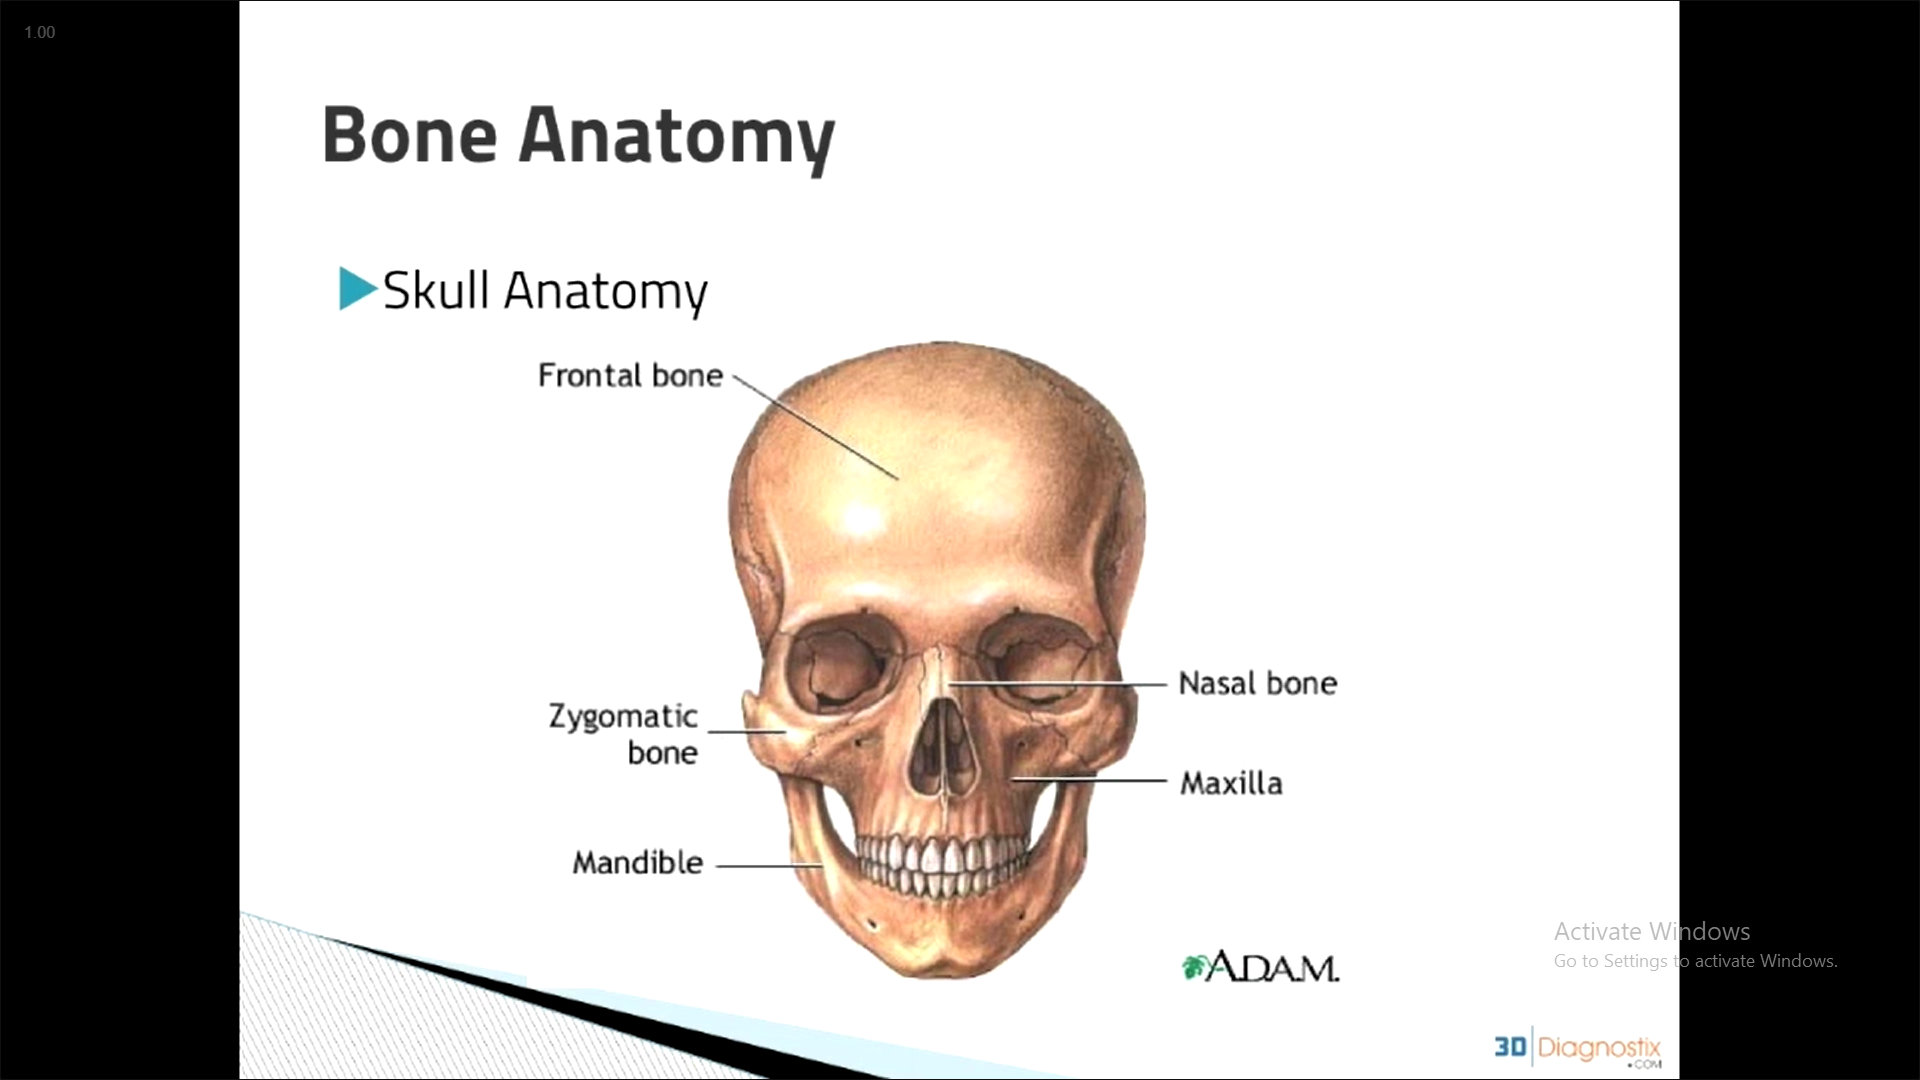 1.00
Bone Anatomy
Skull Anatomy
Frontal bone
Nasal bone
Zygomatic
bone
Maxilla
Mandible
Activate Windows
Go to Settings to activate Windows.
A.D.A.M.
3D Diagnostix
.COM